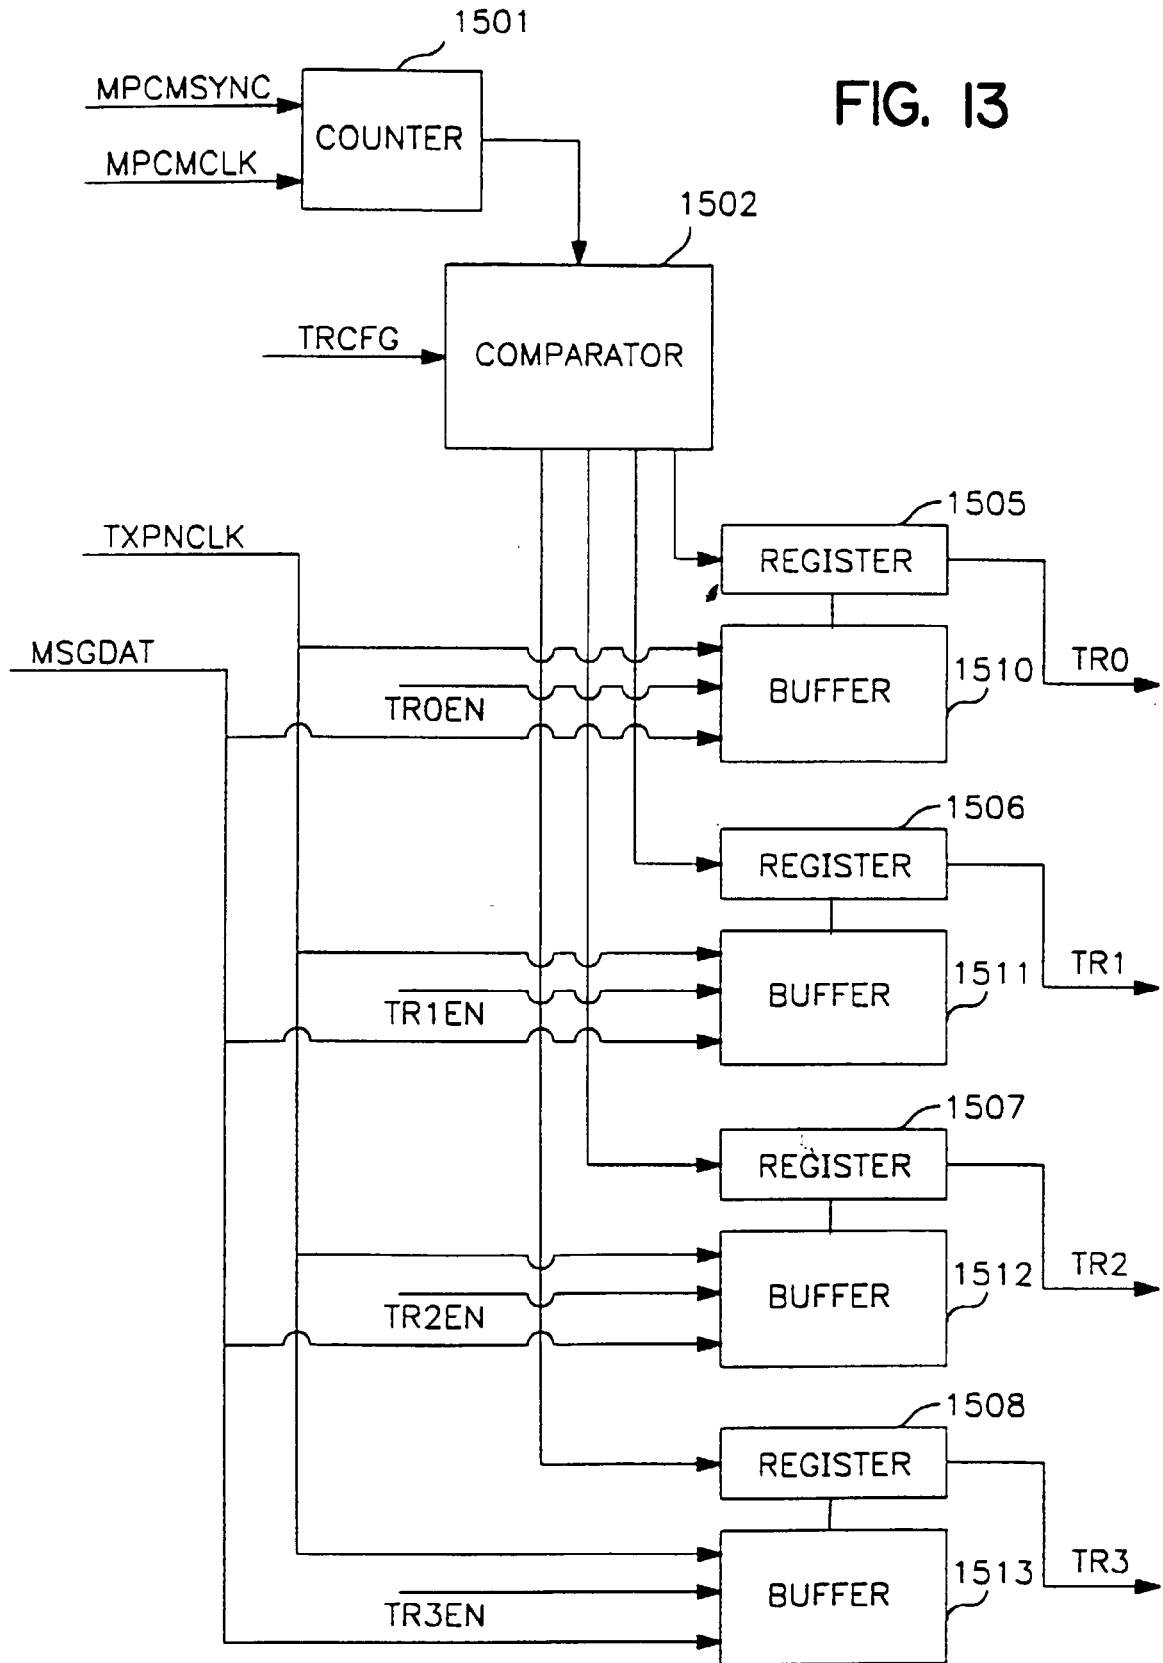 1501
MPCMSYNC
FIG. 13
COUNTER
MPCMCLK
1502
TRCFG
COMPARATOR
1505
TXPNCLK
REGISTER
MSGDAT
TR0
1510
BUFFER
TR0EN
1506
REGISTER
TR1
1511
BUFFER
TR1EN
1507
REGISTER
TR2
1512
BUFFER
TR2EN
1508
REGISTER
TR3
1513
BUFFER
TR3EN